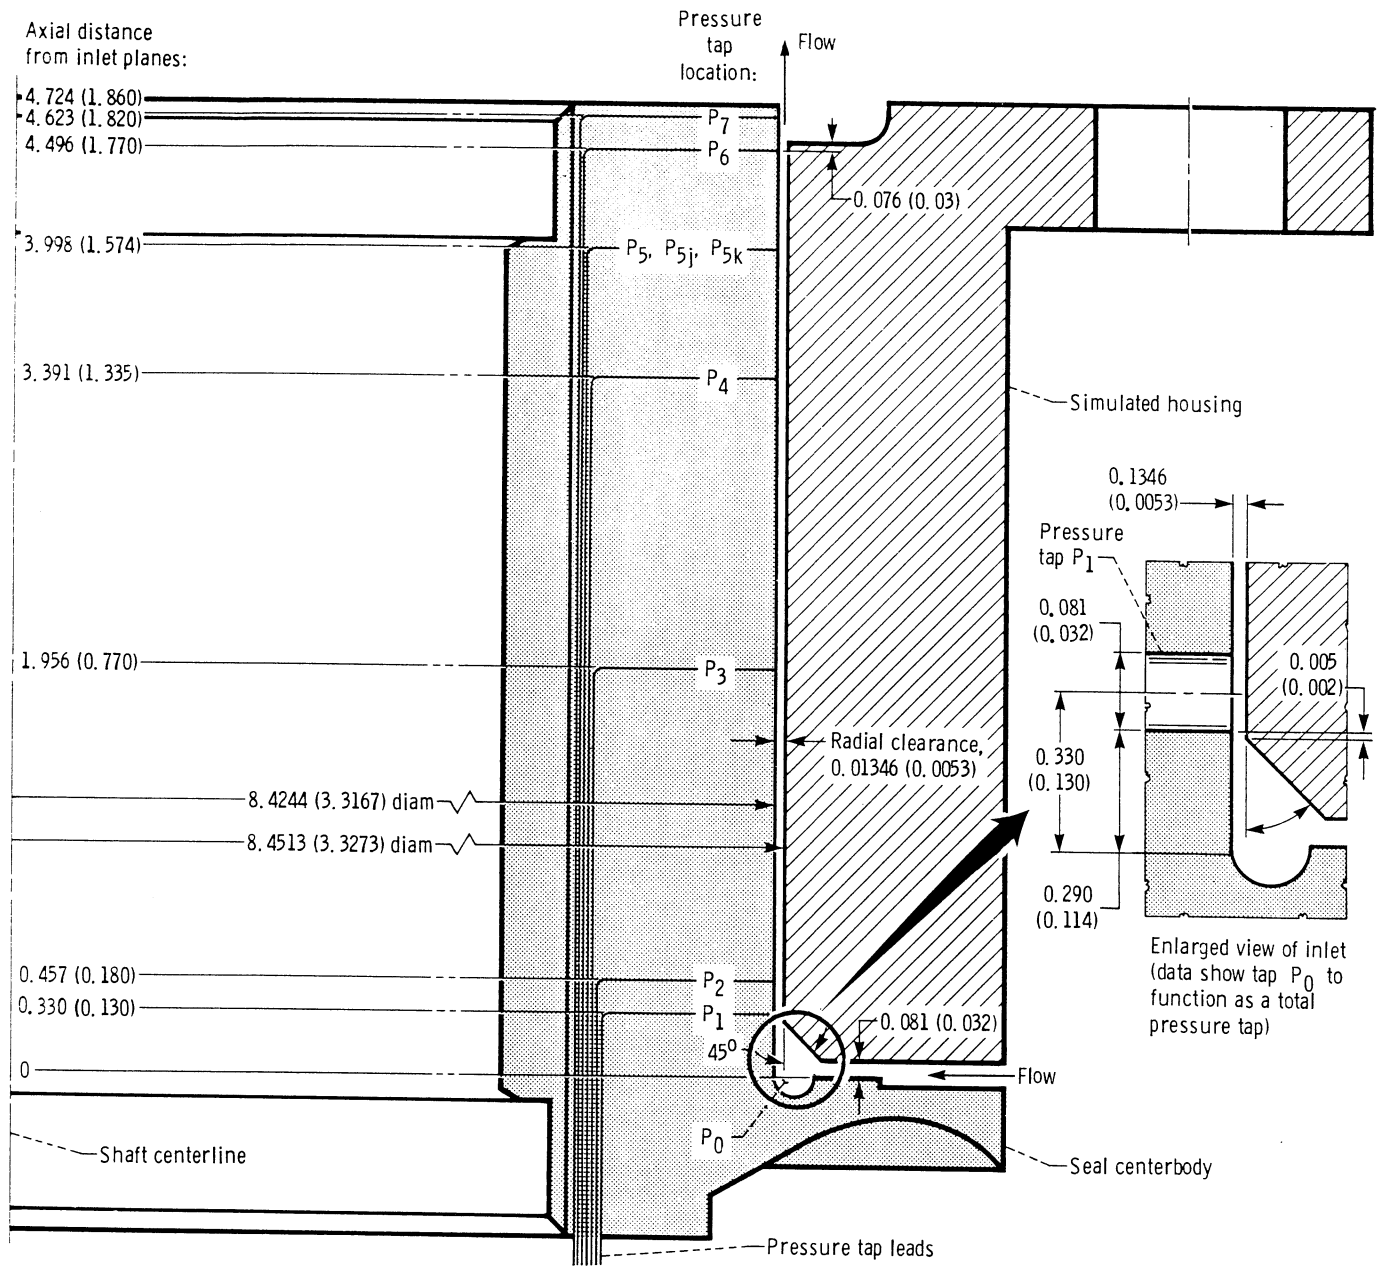 Axial distance
from inlet planes:
Pressure
tap
location:
Flow
4.724 (1.860)
4.623 (1.820)
4.496 (1.770)
3.998 (1.574)
3.391 (1.335)
1.956 (0.770)
0.457 (0.180)
0.330 (0.130)
0
P7
P6
0.076 (0.03)
P5, P5j, P5k
P4
Simulated housing
P3
Radial clearance,
0.01346 (0.0053)
8.4244 (3.3167) diam
8.4513 (3.3273) diam
P2
P1
0.081 (0.032)
45o
Flow
P0
Shaft centerline
Seal centerbody
Pressure tap leads
0.1346
(0.0053)
Pressure
tap P1
0.081
(0.032)
0.005
(0.002)
0.330
(0.130)
0.290
(0.114)
Enlarged view of inlet
(data show tap P0 to
function as a total
pressure tap)